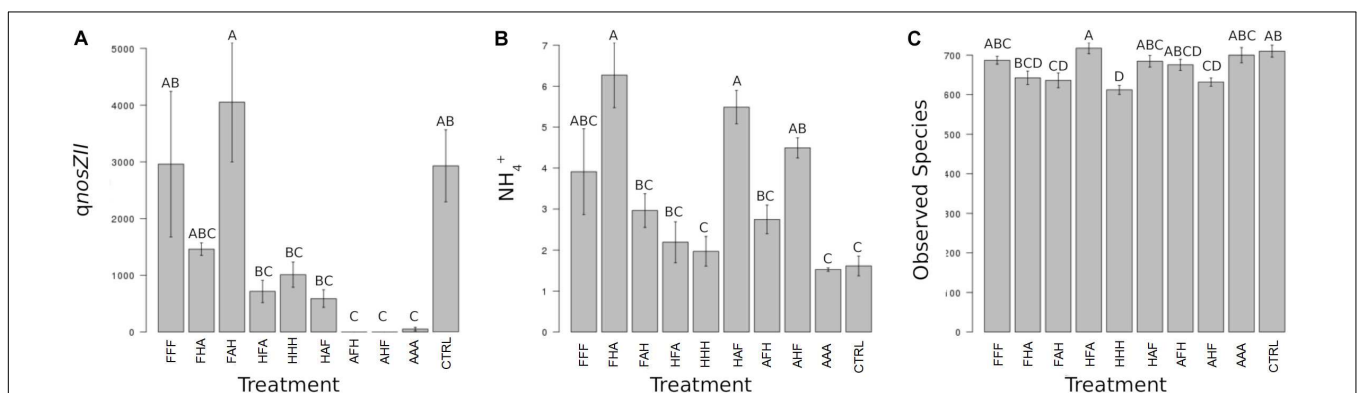 A
qnosZII
5000
4000
3000
2000
1000
0
AB
ABC
A
BC
BC
BC
C
C
C
AB
FFF
FHA
FAH
HFA
HHH
HAF
AFH
AHF
AAA
CTRL
Treatment
B
NH4+
7
6
5
4
3
2
1
0
ABC
A
BC
BC
C
A
BC
AB
C
C
FFF
FHA
FAH
HFA
HHH
HAF
AFH
AHF
AAA
CTRL
Treatment
C
Observed Species
700
600
500
400
300
200
0
ABC
BCD
CD
A
D
ABC
ABCD
CD
ABC
AB
FFF
FHA
FAH
HFA
HHH
HAF
AFH
AHF
AAA
CTRL
Treatment